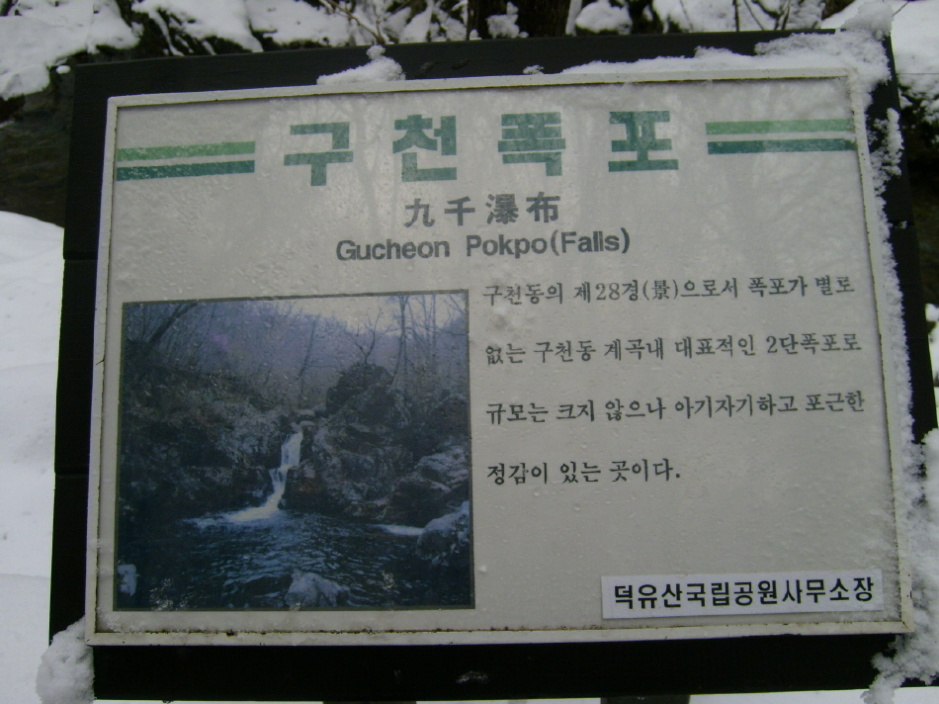 구천폭포
九千瀑布
Gucheon Pokpo(Falls)
구천동의 제28경(景)으로서 폭포가 별로
없는 구천동 계곡내 대표적인 2단폭포로
규모는 크지 않으나 아기자기하고 포근한
정감이 있는 곳이다.
덕유산국립공원사무소장